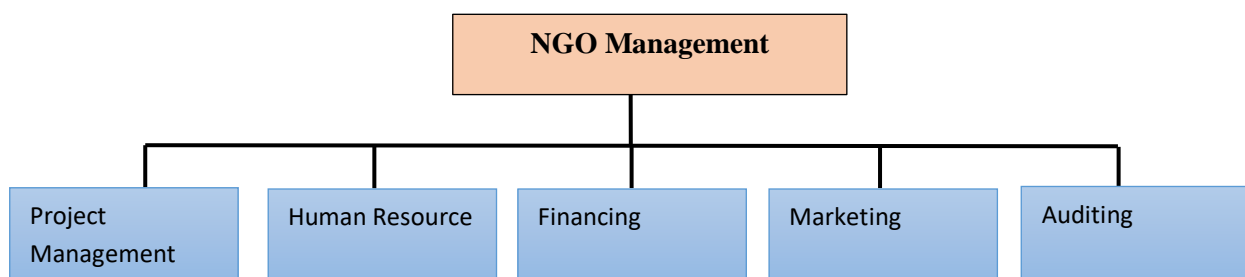 NGO Management
Project
Management
Human Resource
Financing
Marketing
Auditing